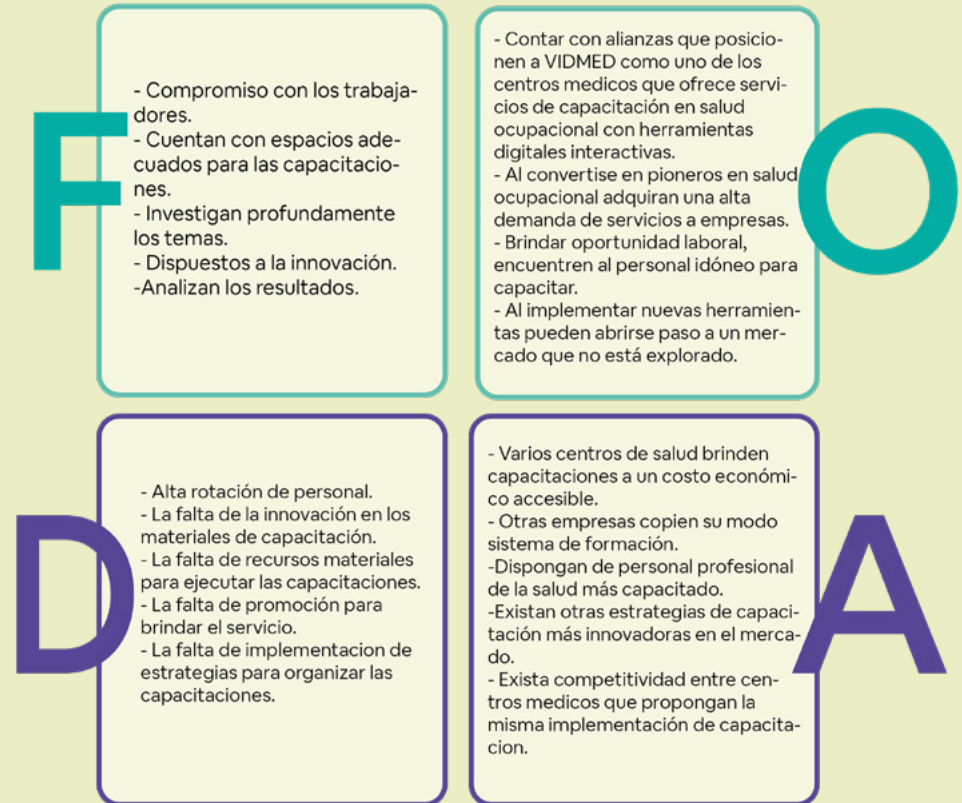 F
- Compromiso con los trabaja-
dores.
- Cuentan con espacios ade-
cuados para las capacitacio-
nes.
- Investigan profundamente
los temas.
- Dispuestos a la innovación.
-Analizan los resultados.
O
- Contar con alianzas que posicio-
nen a VIDMED como uno de los
centros medicos que ofrece servi-
cios de capacitación en salud
ocupacional con herramientas
digitales interactivas.
- Al convertise en pioneros en salud
ocupacional adquiran una alta
demanda de servicios a empresas.
- Brindar oportunidad laboral,
encuentren al personal idóneo para
capacitar.
- Al implementar nuevas herramien-
tas pueden abrirse paso a un mer-
cado que no está explorado.
D
- Alta rotación de personal.
- La falta de la innovación en los
materiales de capacitación.
- La falta de recursos materiales
para ejecutar las capacitaciones.
- La falta de promoción para
brindar el servicio.
- La falta de implementacion de
estrategias para organizar las
capacitaciones.
A
- Varios centros de salud brinden
capacitaciones a un costo económi-
co accesible.
- Otras empresas copien su modo
sistema de formación.
-Dispongan de personal profesional
de la salud más capacitado.
-Existan otras estrategias de capaci-
tación más innovadoras en el merca-
do.
- Exista competitividad entre cen-
tros medicos que propongan la
misma implementación de capacita-
cion.